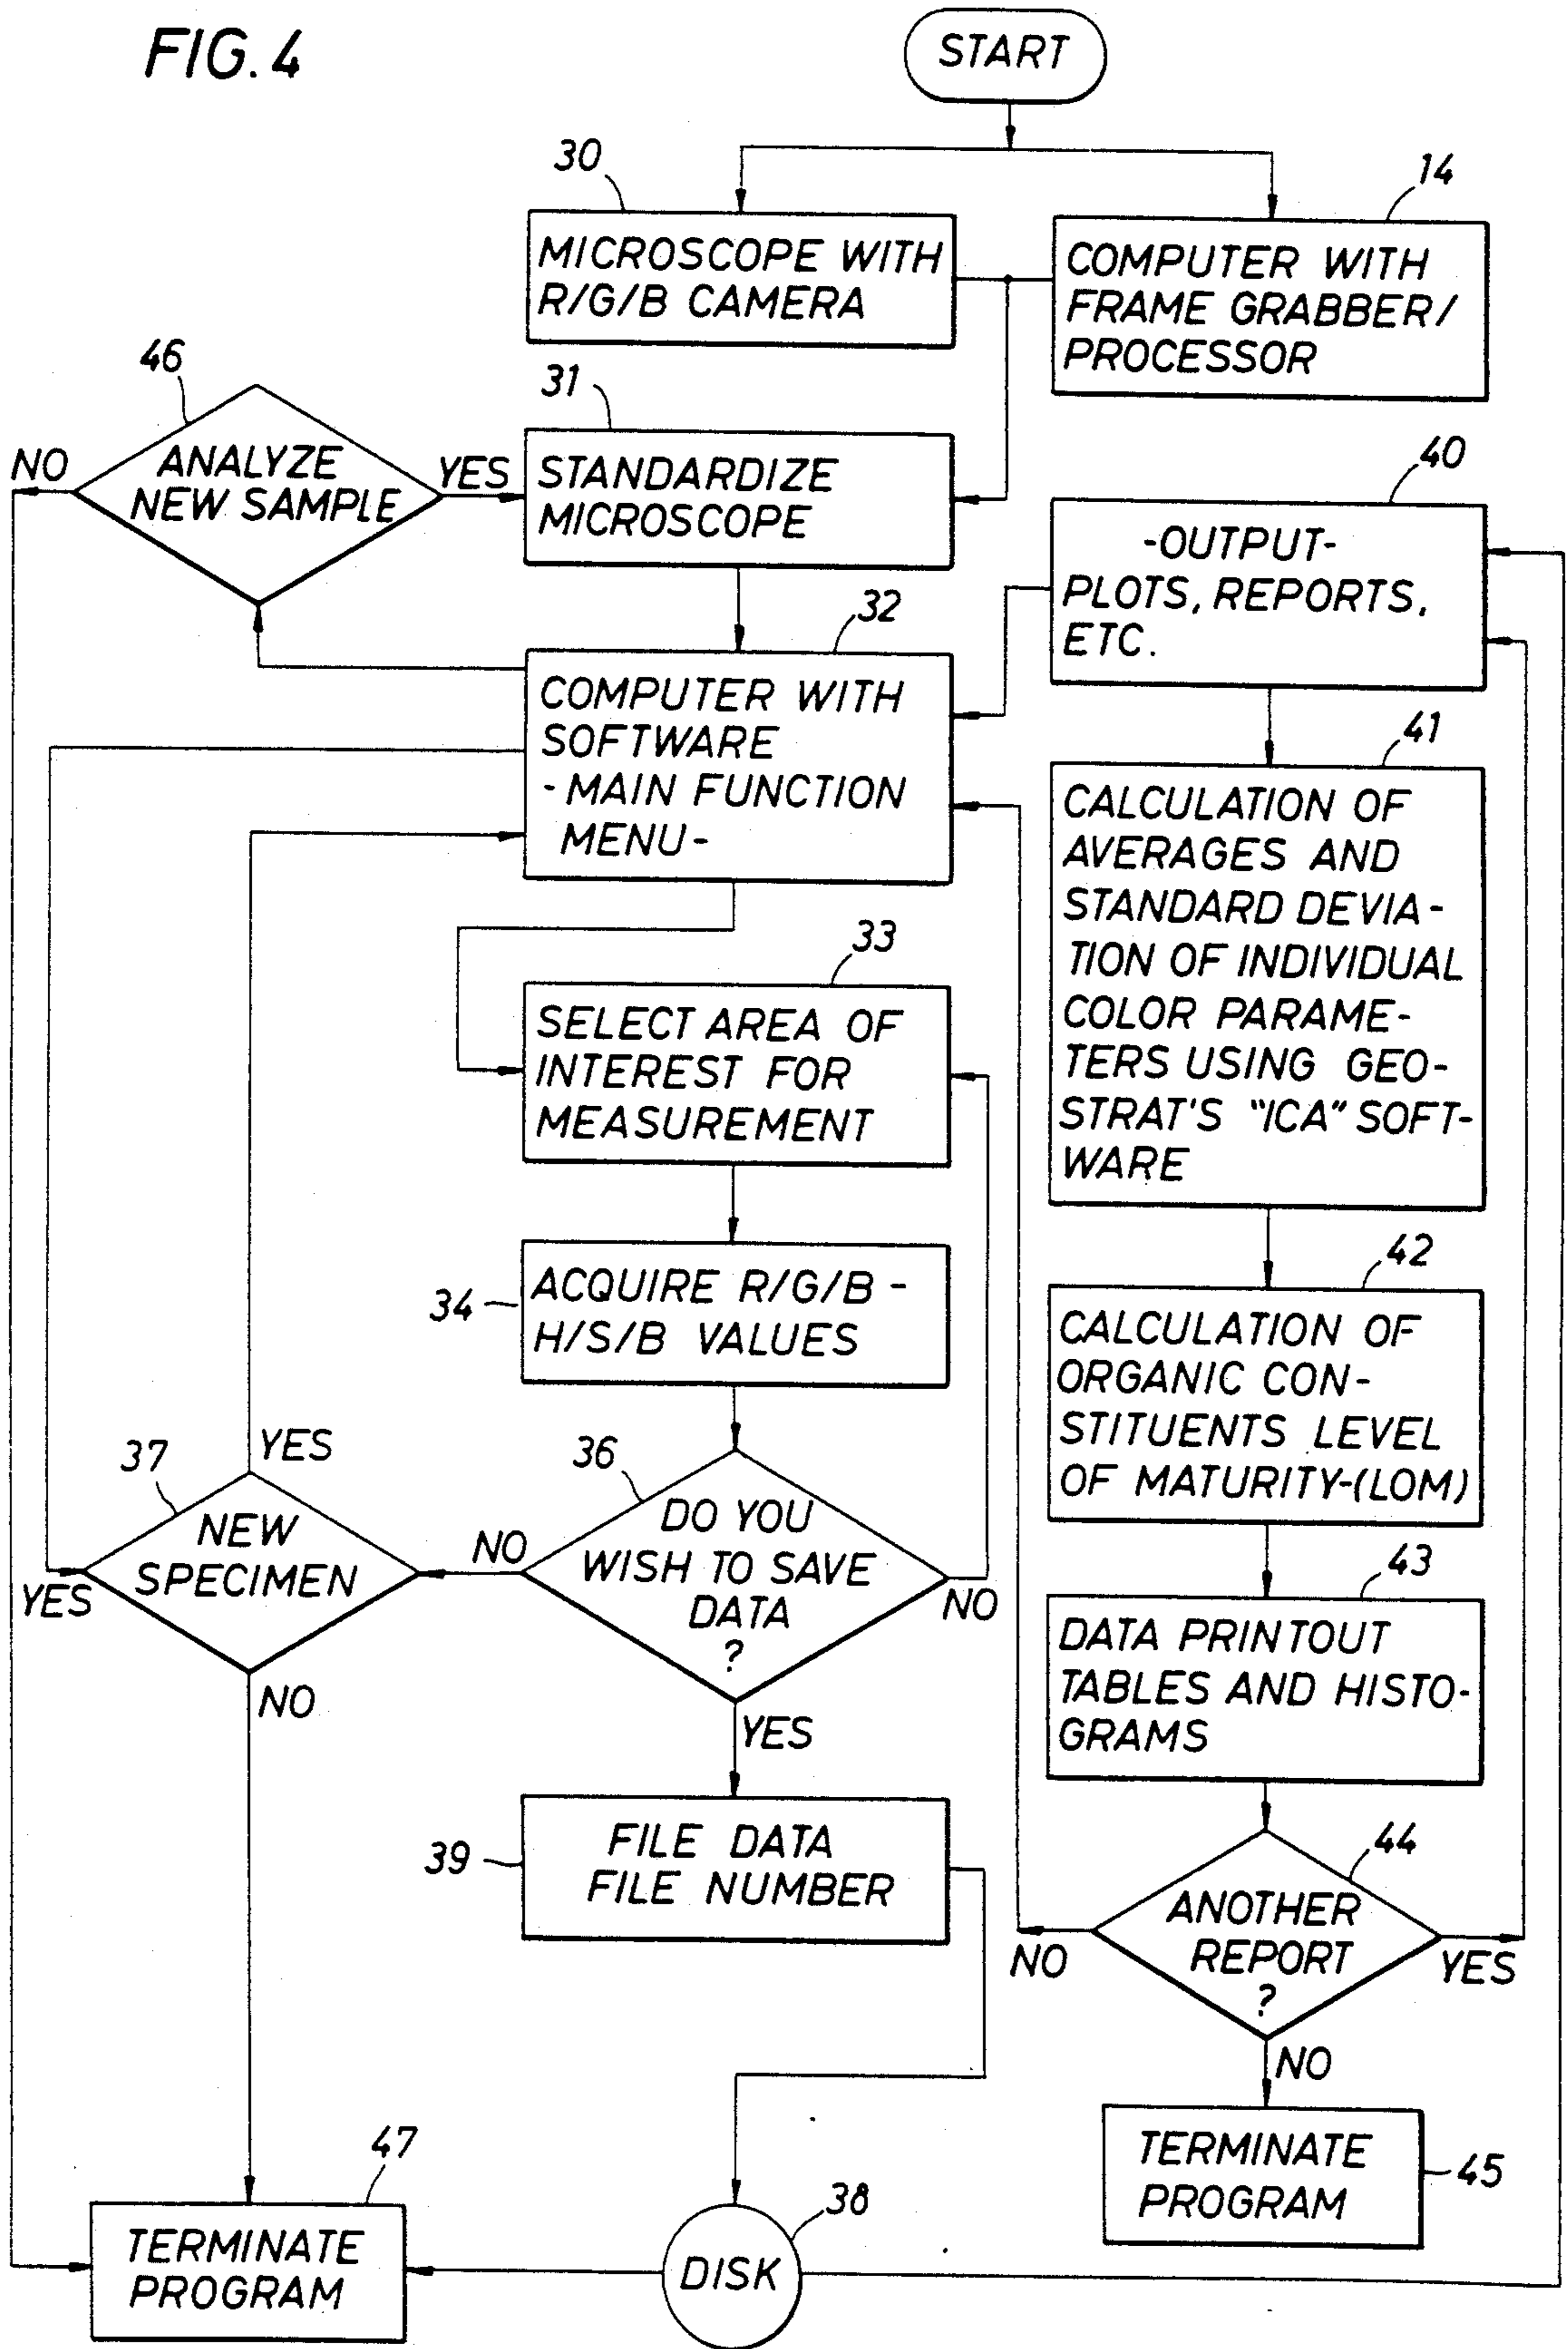 FIG. 4
START
30
14
MICROSCOPE WITH
R/G/B CAMERA
COMPUTER WITH
FRAME GRABBER/
PROCESSOR
46
31
NO
ANALYZE
NEW SAMPLE
YES
STANDARDIZE
MICROSCOPE
40
-OUTPUT-
PLOTS, REPORTS,
ETC.
32
COMPUTER WITH
SOFTWARE
-MAIN FUNCTION
MENU-
41
CALCULATION OF
AVERAGES AND
STANDARD DEVIA-
TION OF INDIVIDUAL
COLOR PARAME-
TERS USING GEO-
STRAT'S "ICA" SOFT-
WARE
33
SELECT AREA OF
INTEREST FOR
MEASUREMENT
34
ACQUIRE R/G/B -
H/S/B VALUES
42
CALCULATION OF
ORGANIC CON-
STITUENTS LEVEL
OF MATURITY-(LOM)
37
YES
NEW
SPECIMEN
YES
NO
NO
36
DO YOU
WISH TO SAVE
DATA
?
NO
YES
43
DATA PRINTOUT
TABLES AND HISTO-
GRAMS
39
FILE DATA
FILE NUMBER
44
ANOTHER
REPORT
?
NO
YES
NO
TERMINATE
PROGRAM
45
47
TERMINATE
PROGRAM
38
DISK